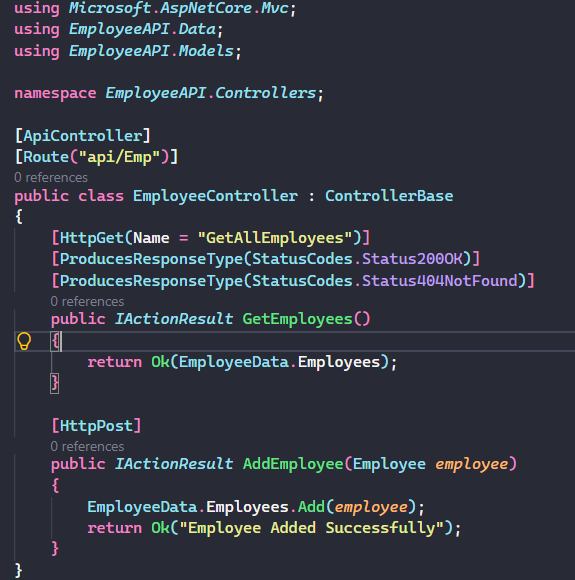 using Microsoft.AspNetCore.Mvc;
using EmployeeAPI.Data;
using EmployeeAPI.Models;

namespace EmployeeAPI.Controllers;

[ApiController]
[Route("api/Emp")]
0 references
public class EmployeeController : ControllerBase
{
    [HttpGet(Name = "GetAllEmployees")]
    [ProducesResponseType(StatusCodes.Status200OK)]
    [ProducesResponseType(StatusCodes.Status404NotFound)]
    0 references
    public IActionResult GetEmployees()
    {
        return Ok(EmployeeData.Employees);
    }

    [HttpPost]
    0 references
    public IActionResult AddEmployee(Employee employee)
    {
        EmployeeData.Employees.Add(employee);
        return Ok("Employee Added Successfully");
    }
}